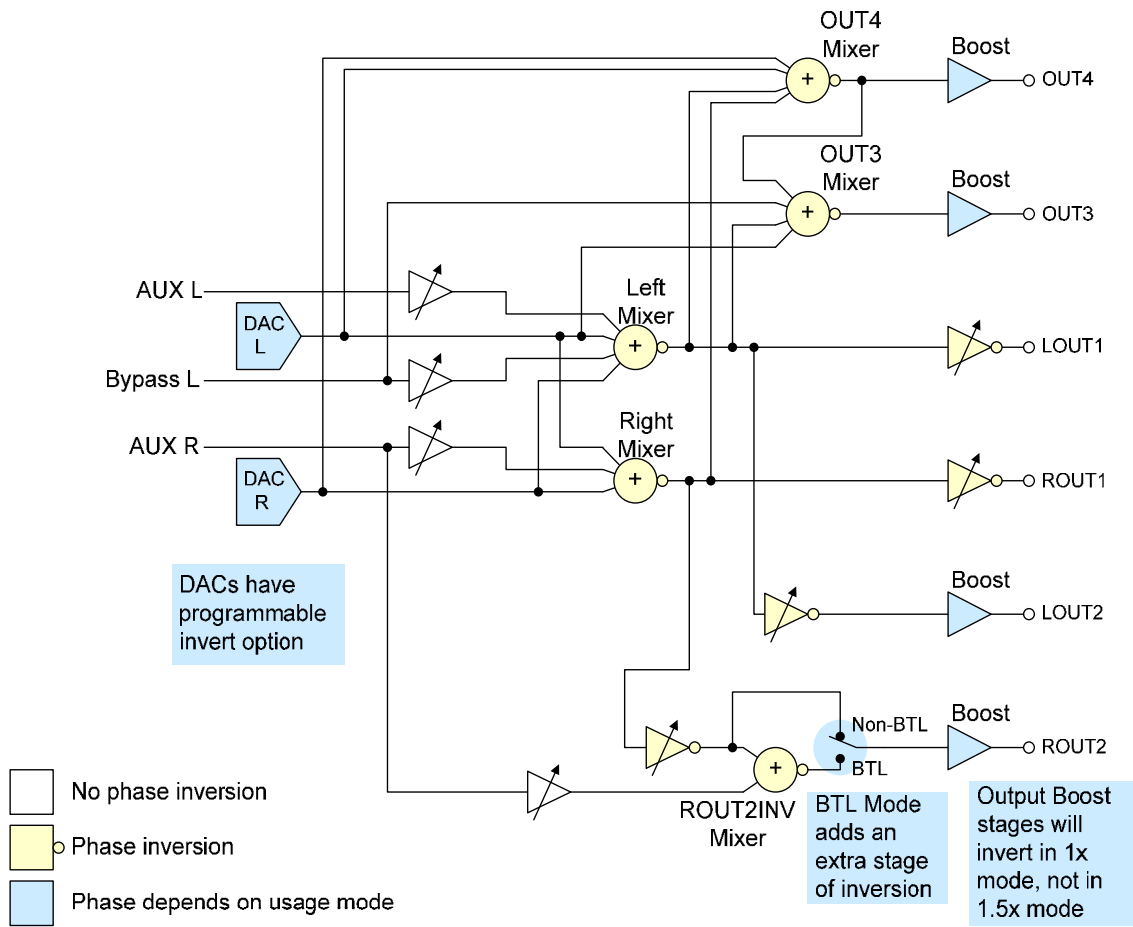 OUT4
Mixer
Boost
+
OUT4
OUT3
Mixer
Boost
+
OUT3
AUX L
Left
Mixer
DAC
L
+
LOUT1
Bypass L
Right
Mixer
AUX R
DAC
R
+
ROUT1
DACs have
programmable
invert option
Boost
LOUT2
Boost
Non-BTL
ROUT2
+
BTL
ROUT2INV
Mixer
BTL Mode
adds an
extra stage
of inversion
Output Boost
stages will
invert in 1x
mode, not in
1.5x mode
No phase inversion
Phase inversion
Phase depends on usage mode